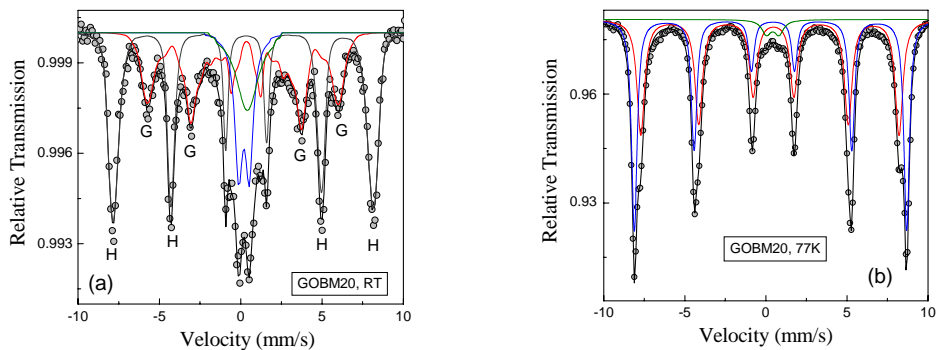 0.999
0.996
0.993
Relative Transmission
G
G
G
G
H
H
H
H
(a)
GOBM20, RT
-10
-5
0
5
10
Velocity (mm/s)
0.96
0.93
Relative Transmission
GOBM20, 77K
(b)
-10
-5
0
5
10
Velocity (mm/s)